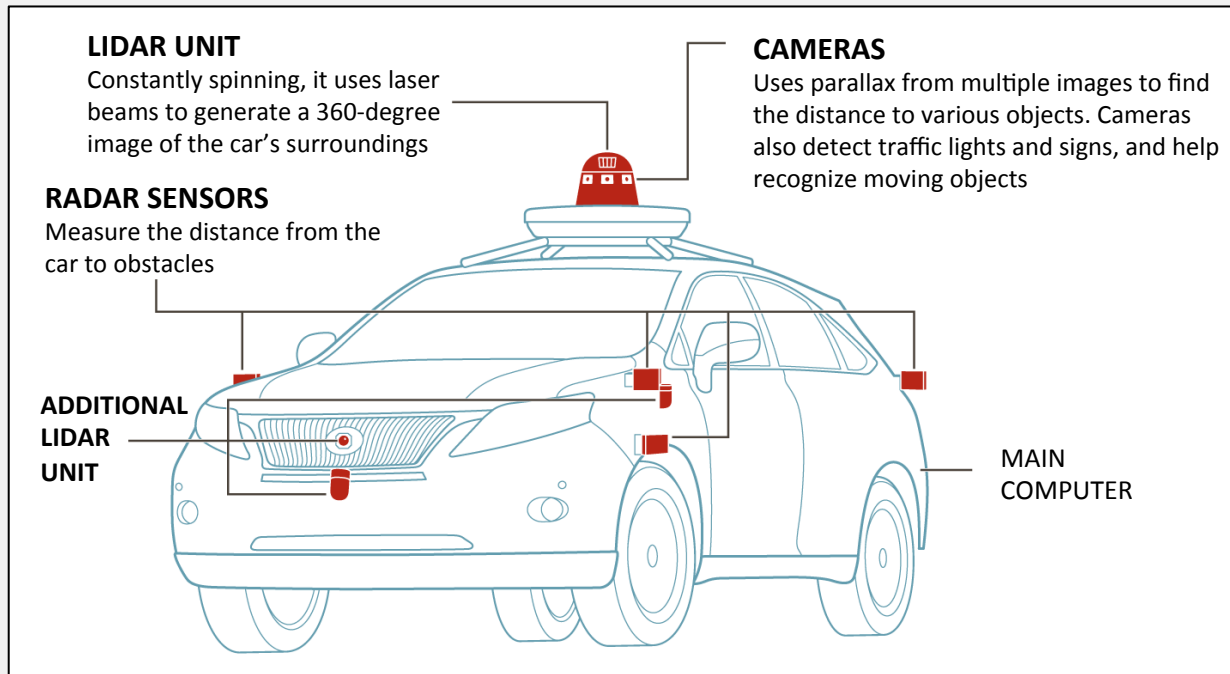 LIDAR UNIT
Constantly spinning, it uses laser
beams to generate a 360-degree
image of the car’s surroundings
CAMERAS
Uses parallax from multiple images to find
the distance to various objects. Cameras
also detect traffic lights and signs, and help
recognize moving objects
RADAR SENSORS
Measure the distance from the
car to obstacles
ADDITIONAL
LIDAR
UNIT
MAIN
COMPUTER